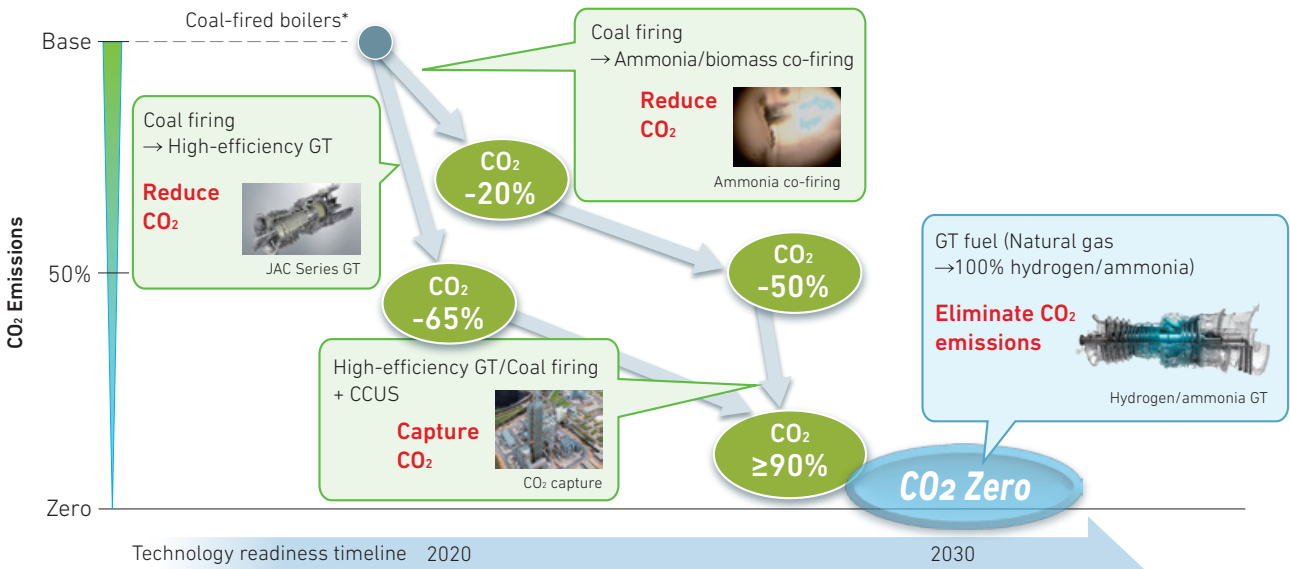 Coal-fired boilers*
Base
Coal firing
→ Ammonia/biomass co-firing
Reduce
CO₂
Ammonia co-firing
Coal firing
→ High-efficiency GT
Reduce
CO₂
JAC Series GT
CO₂
-20%
CO₂ Emissions
50%
CO₂
-65%
CO₂
-50%
GT fuel (Natural gas
→100% hydrogen/ammonia)
Eliminate CO₂
emissions
Hydrogen/ammonia GT
High-efficiency GT/Coal firing
+ CCUS
Capture
CO₂
CO₂ capture
CO₂
≥90%
CO₂ Zero
Zero
Technology readiness timeline 2020 2030